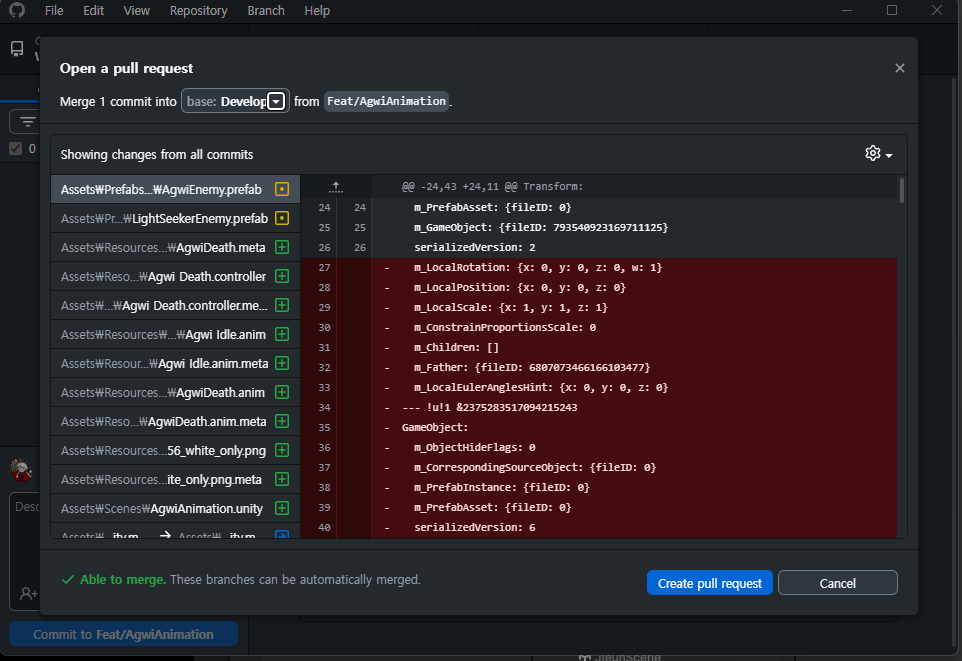 File Edit View Repository Branch Help
Open a pull request
Merge 1 commit into base: Develop from Feat/AgwiAnimation.
Showing changes from all commits
Assets₩Prefabs...₩AgwiEnemy.prefab
Assets₩Pr...₩LightSeekerEnemy.prefab
Assets₩Resources...₩AgwiDeath.meta
Assets₩Reso...₩Agwi Death.controller
Assets₩...₩Agwi Death.controller.me...
Assets₩Resources₩...₩Agwi Idle.anim
Assets₩Resour...₩Agwi Idle.anim.meta
Assets₩Resources...₩AgwiDeath.anim
Assets₩Reso...₩AgwiDeath.anim.meta
Assets₩Resources...56_white_only.png
Assets₩Resources...ite_only.png.meta
Assets₩Scenes₩AgwiAnimation.unity
@@ -24,43 +24,11 @@ Transform:
24 24 m_PrefabAsset: {fileID: 0}
25 25 m_GameObject: {fileID: 793540923169711125}
26 26 serializedVersion: 2
27 - m_LocalRotation: {x: 0, y: 0, z: 0, w: 1}
28 - m_LocalPosition: {x: 0, y: 0, z: 0}
29 - m_LocalScale: {x: 1, y: 1, z: 1}
30 - m_ConstrainProportionsScale: 0
31 - m_Children: []
32 - m_Father: {fileID: 6807073466166103477}
33 - m_LocalEulerAnglesHint: {x: 0, y: 0, z: 0}
34 - --- !u!1 &2375283517094215243
35 - GameObject:
36 - m_ObjectHideFlags: 0
37 - m_CorrespondingSourceObject: {fileID: 0}
38 - m_PrefabInstance: {fileID: 0}
39 - m_PrefabAsset: {fileID: 0}
40 - serializedVersion: 6
0
Desc
Able to merge. These branches can be automatically merged.
Create pull request
Cancel
Commit to Feat/AgwiAnimation
JieunScene